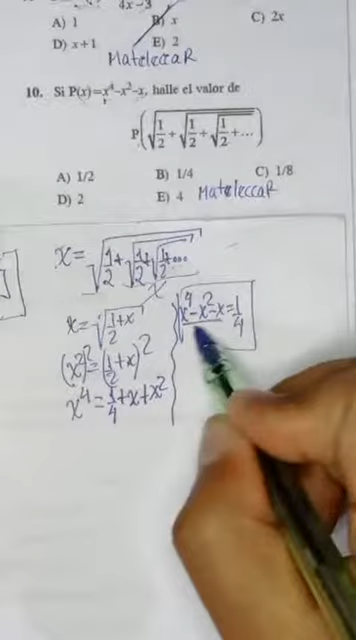 4x-3
A) 1 B) x C) 2x
D) x+1 E) 2
MateleccaR
10. Si P(x)=x⁴-x²-x, halle el valor de
P(√(1/2+√(1/2+√(1/2+...))))
A) 1/2 B) 1/4 C) 1/8
D) 2 E) 4 MateleccaR
x=√(1/2+√(1/2+√(1/2+...
x
x=√(1/2+x)
(x²)²=(1/2+x)²
x⁴=1/4+x+x²
x⁴-x²-x=1/4